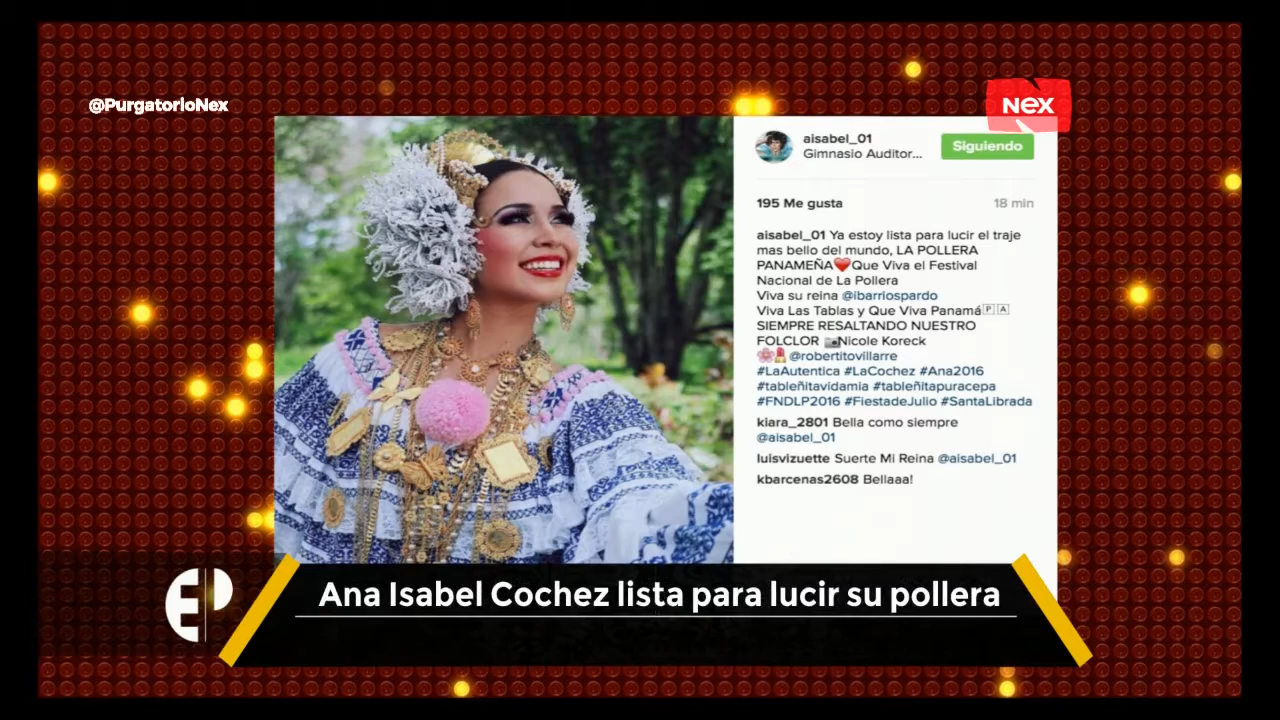 @PurgatorioNex
Nex
aisabel_01
Gimnasio Auditor...
Siguiendo
195 Me gusta
18 min
aisabel_01 Ya estoy lista para lucir el traje
mas bello del mundo, LA POLLERA
PANAMEÑA❤️Que Viva el Festival
Nacional de La Pollera
Viva su reina @ibarriospardo
Viva Las Tablas y Que Viva Panamá🇵🇦
SIEMPRE RESALTANDO NUESTRO
FOLCLOR 📷Nicole Koreck
🌸💄@robertitovillarre
#LaAutentica #LaCochez #Ana2016
#tableñitavidamia #tableñitapuracepa
#FNDLP2016 #FiestadeJulio #SantaLibrada
kiara_2801 Bella como siempre
@aisabel_01
luisvizuette Suerte Mi Reina @aisabel_01
kbarcenas2608 Bellaaa!
EP
Ana Isabel Cochez lista para lucir su pollera